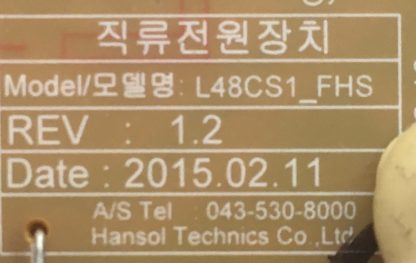 직류전원장치
Model/모델명: L48CS1_FHS
REV : 1.2
Date : 2015.02.11
A/S Tel : 043-530-8000
Hansol Technics Co.,Ltd